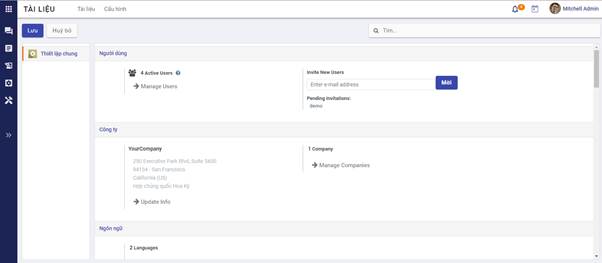 TÀI LIỆU
Tài liệu
Cấu hình
Mitchell Admin
Lưu
Huỷ bỏ
Tìm...
Thiết lập chung
Người dùng
4 Active Users
Manage Users
Invite New Users
Enter e-mail address
Mời
Pending Invitations:
demo
Công ty
YourCompany
250 Executive Park Blvd, Suite 3400
94134 - San Francisco
California (US)
Hợp chủng quốc Hoa Kỳ
Update Info
1 Company
Manage Companies
Ngôn ngữ
2 Languages